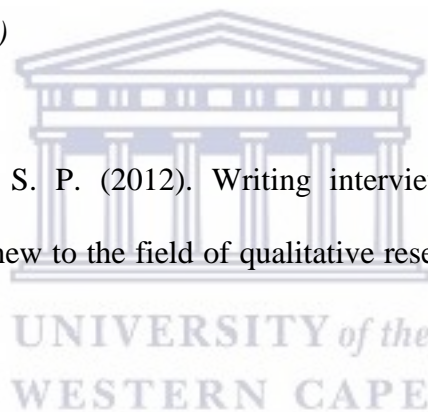 )
S. P. (2012). Writing intervie
new to the field of qualitative rese
UNIVERSITY of the
WESTERN CAPE